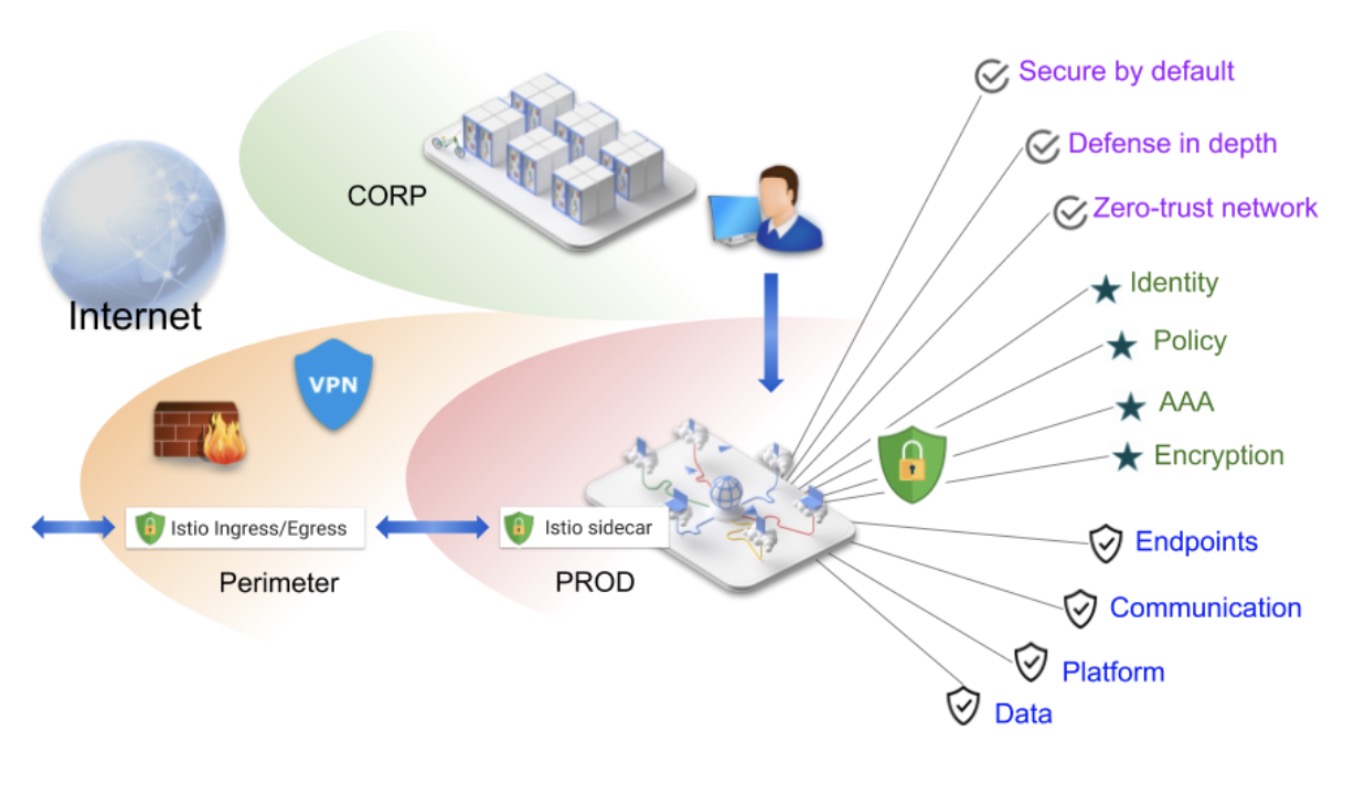 Secure by default
Defense in depth
CORP
Zero-trust network
Internet
Identity
Policy
VPN
AAA
Encryption
Istio Ingress/Egress
Istio sidecar
Endpoints
Perimeter
PROD
Communication
Platform
Data